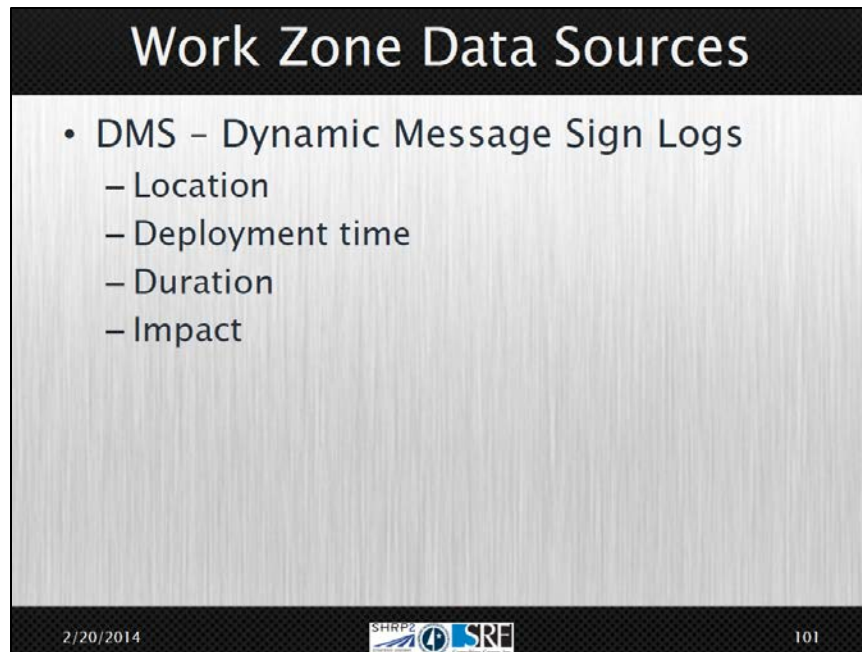 Work Zone Data Sources
• DMS – Dynamic Message Sign Logs
– Location
– Deployment time
– Duration
– Impact
2/20/2014
SHRP2
SRF
101